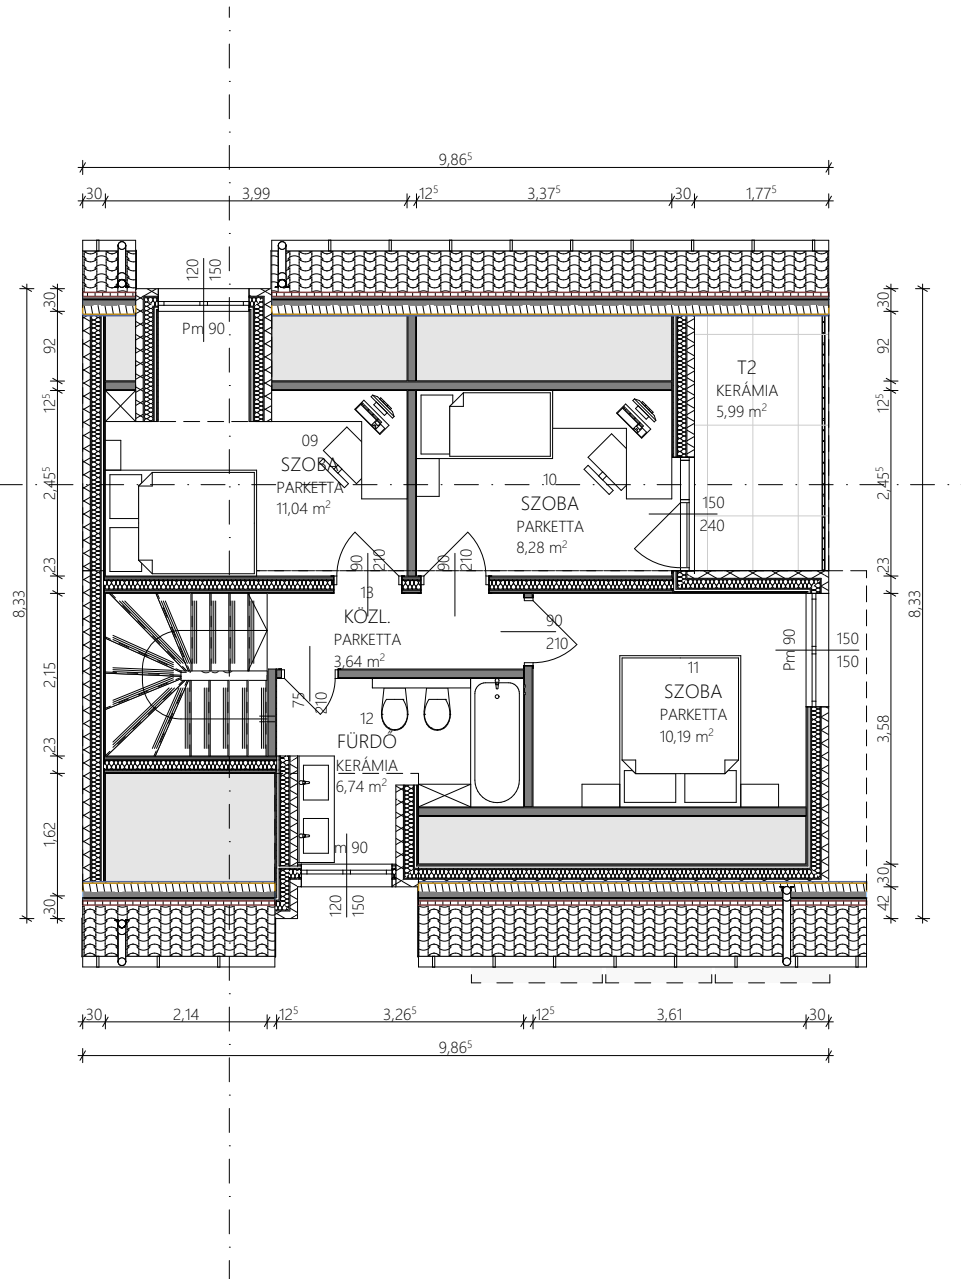 9,86⁵
30 3,99 12⁵ 3,37⁵ 30 1,77⁵
120
150
Pm 90
30
92
12⁵
2,45⁵
23
2,15
23
1,62
30
8,33
30
92
12⁵
2,45⁵
23
3,58
30
42
8,33
T2
KERÁMIA
5,99 m²
09
SZOBA
PARKETTA
11,04 m²
10
SZOBA
PARKETTA
8,28 m²
150
240
90
210
90
210
13
KÖZL.
PARKETTA
3,64 m²
90
210
Pm 90
150
150
75
210
11
SZOBA
PARKETTA
10,19 m²
12
FÜRDŐ
KERÁMIA
6,74 m²
m 90
120
150
30 2,14 12⁵ 3,26⁵ 12⁵ 3,61 30
9,86⁵